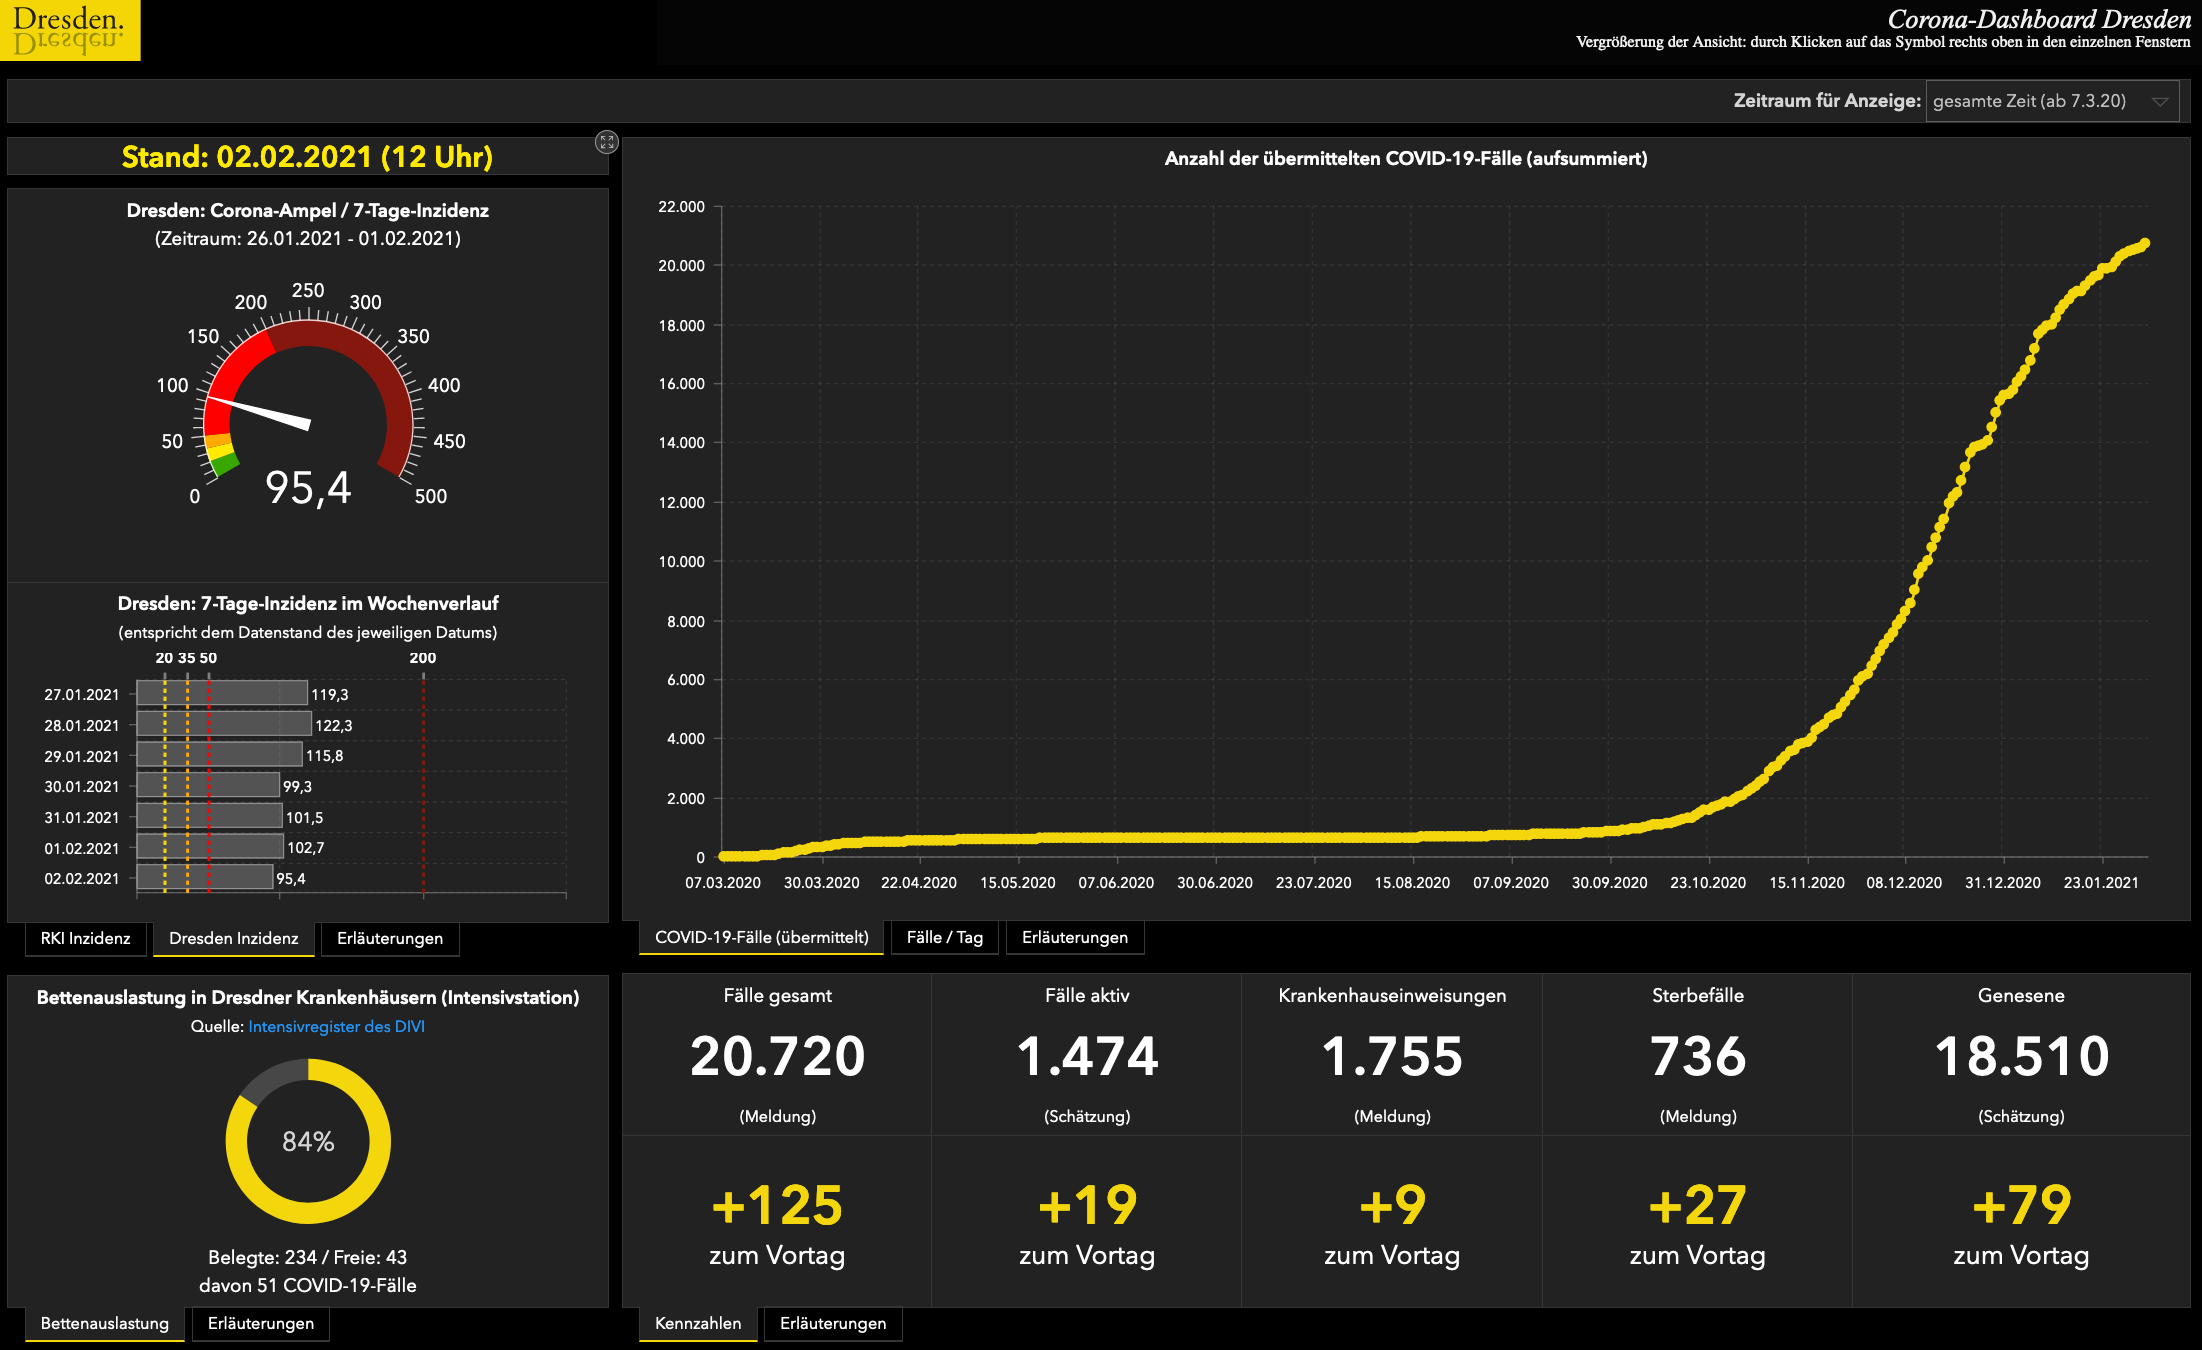 Dresden.
Dresden.
Corona-Dashboard Dresden
Vergrößerung der Ansicht: durch Klicken auf das Symbol rechts oben in den einzelnen Fenstern
Zeitraum für Anzeige: gesamte Zeit (ab 7.3.20)
Stand: 02.02.2021 (12 Uhr)
Dresden: Corona-Ampel / 7-Tage-Inzidenz
(Zeitraum: 26.01.2021 - 01.02.2021)
0
50
100
150
200
250
300
350
400
450
500
95,4
Dresden: 7-Tage-Inzidenz im Wochenverlauf
(entspricht dem Datenstand des jeweiligen Datums)
20 35 50 200
27.01.2021 119,3
28.01.2021 122,3
29.01.2021 115,8
30.01.2021 99,3
31.01.2021 101,5
01.02.2021 102,7
02.02.2021 95,4
RKI Inzidenz Dresden Inzidenz Erläuterungen
Anzahl der übermittelten COVID-19-Fälle (aufsummiert)
22.000
20.000
18.000
16.000
14.000
12.000
10.000
8.000
6.000
4.000
2.000
0
07.03.2020 30.03.2020 22.04.2020 15.05.2020 07.06.2020 30.06.2020 23.07.2020 15.08.2020 07.09.2020 30.09.2020 23.10.2020 15.11.2020 08.12.2020 31.12.2020 23.01.2021
COVID-19-Fälle (übermittelt) Fälle / Tag Erläuterungen
Bettenauslastung in Dresdner Krankenhäusern (Intensivstation)
Quelle: Intensivregister des DIVI
84%
Belegte: 234 / Freie: 43
davon 51 COVID-19-Fälle
Bettenauslastung Erläuterungen
Fälle gesamt
20.720
(Meldung)
+125
zum Vortag
Fälle aktiv
1.474
(Schätzung)
+19
zum Vortag
Krankenhauseinweisungen
1.755
(Meldung)
+9
zum Vortag
Sterbefälle
736
(Meldung)
+27
zum Vortag
Genesene
18.510
(Schätzung)
+79
zum Vortag
Kennzahlen Erläuterungen